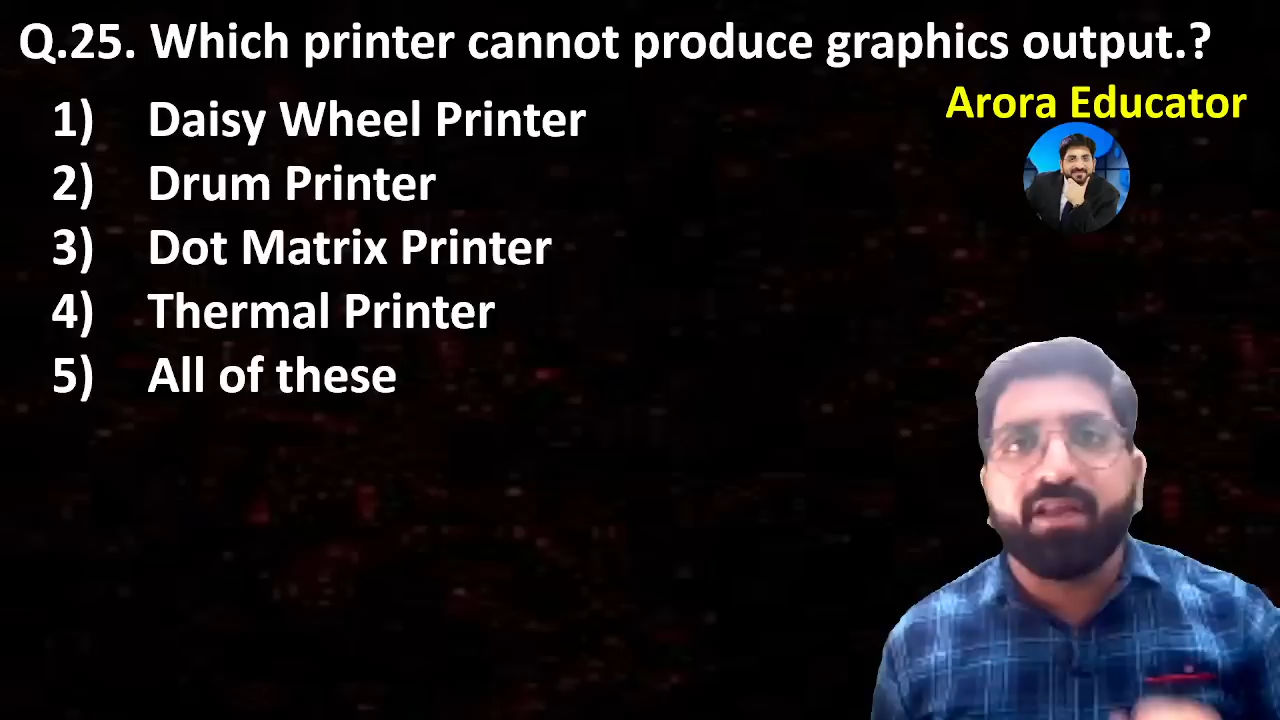 Q.25. Which printer cannot produce graphics output.?
Arora Educator
1) Daisy Wheel Printer
2) Drum Printer
3) Dot Matrix Printer
4) Thermal Printer
5) All of these